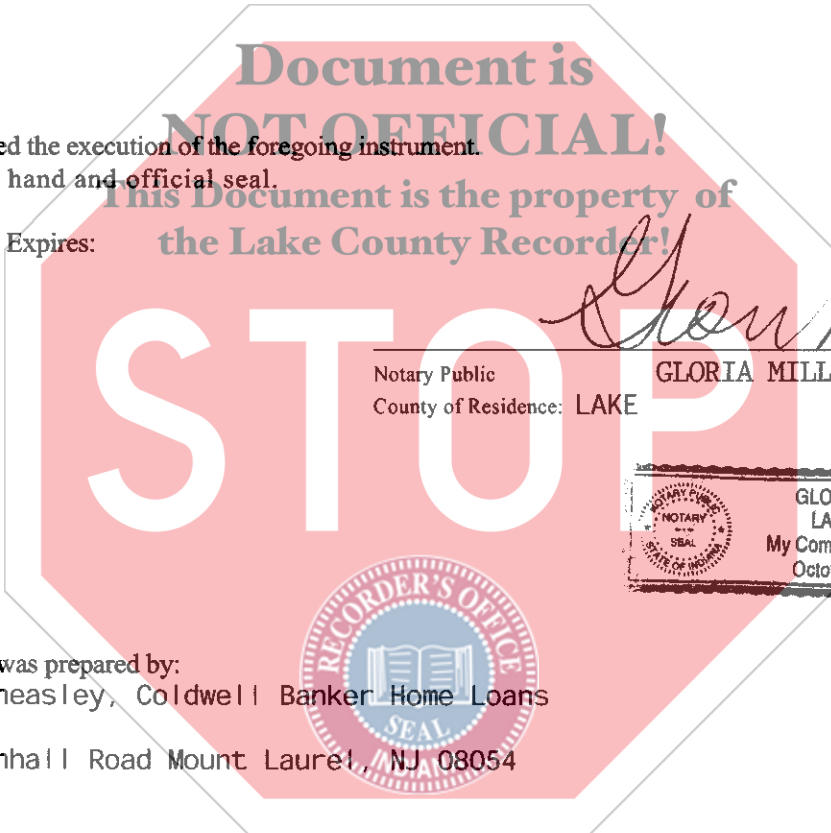 Document is
NOT OFFICIAL!
ed the execution of the foregoing instrument.
hand and official seal.
This Document is the property of
Expires:
the Lake County Recorder!
STOP
Notary Public
GLORIA MILL
County of Residence: LAKE
NOTARY PUBLIC
NOTARY
SEAL
STATE OF INDIANA
GLO
LA
My Com
Octo
RECORDER'S OFFICE
SEAL
INDIANA
was prepared by:
neasley, Coldwell Banker Home Loans
nhall Road Mount Laurel, NJ 08054